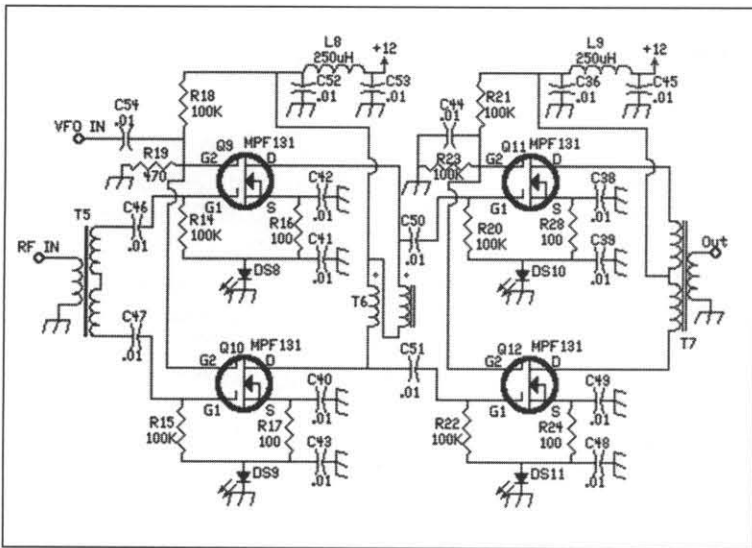 L8
250uH
+12
C52
.01
C53
.01
L9
250uH
+12
C36
.01
C45
.01
R18
100K
C54
.01
VFO IN
R19
470
Q9
MPF131
G2
D
G1
S
C42
.01
R16
100
C41
.01
C46
.01
R14
100K
DS8
T5
RF IN
C47
.01
Q10
MPF131
G2
D
G1
S
C40
.01
R15
100K
R17
100
C43
.01
DS9
T6
C50
.01
C51
.01
C44
.01
R21
100K
R23
100K
Q11
MPF131
G2
D
G1
S
C38
.01
R20
100K
R28
100
C39
.01
DS10
Out
T7
Q12
MPF131
G2
D
G1
S
C49
.01
R22
100K
R24
100
C48
.01
DS11